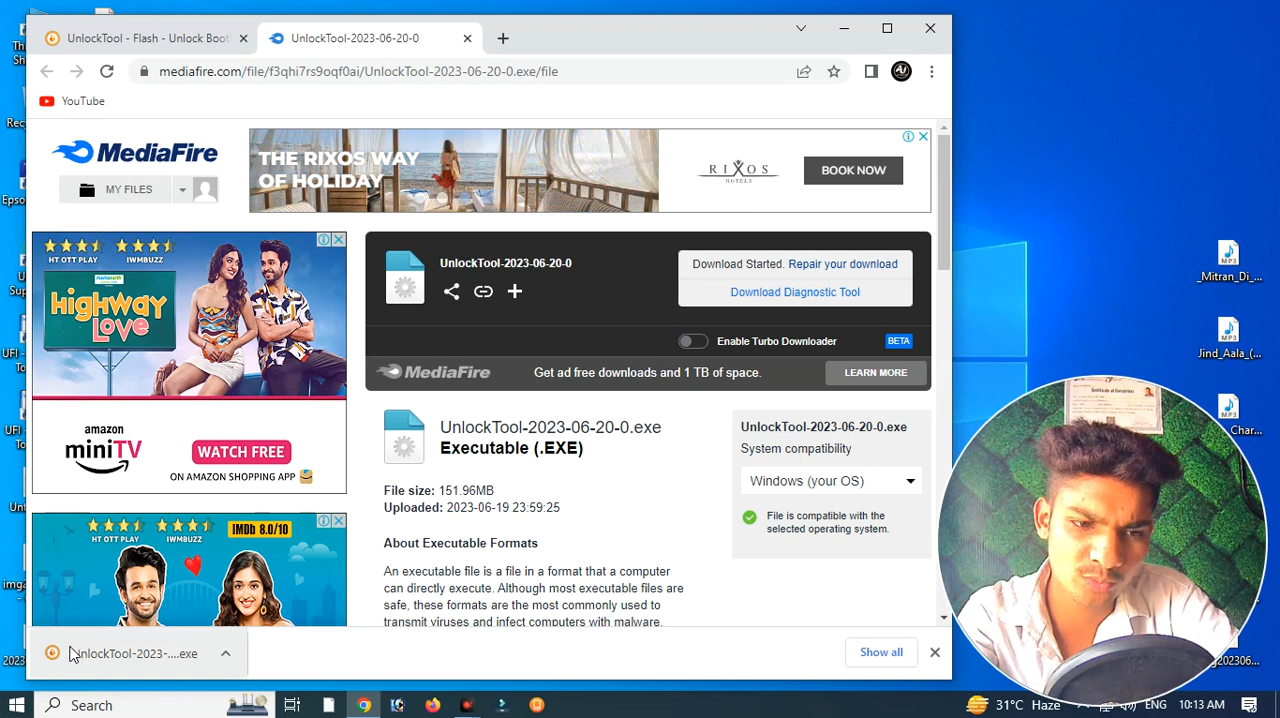 UnlockTool - Flash - Unlock Boot
UnlockTool-2023-06-20-0
mediafire.com/file/f3qhi7rs9oqf0ai/UnlockTool-2023-06-20-0.exe/file
YouTube
MediaFire
MY FILES
THE RIXOS WAY
OF HOLIDAY
RIXOS
HOTELS
BOOK NOW
HT OTT PLAY IWMBUZZ
mamaearth
HIGHWAY
LOVE
amazon
miniTV
WATCH FREE
ON AMAZON SHOPPING APP
HT OTT PLAY IWMBUZZ IMDb 8.0/10
UnlockTool-2023-06-20-0
Download Started. Repair your download
Download Diagnostic Tool
Enable Turbo Downloader BETA
MediaFire Get ad free downloads and 1 TB of space. LEARN MORE
UnlockTool-2023-06-20-0.exe
Executable (.EXE)
File size: 151.96MB
Uploaded: 2023-06-19 23:59:25
About Executable Formats
An executable file is a file in a format that a computer
can directly execute. Although most executable files are
safe, these formats are the most commonly used to
transmit viruses and infect computers with malware.
UnlockTool-2023-06-20-0.exe
System compatibility
Windows (your OS)
File is compatible with the
selected operating system.
UnlockTool-2023-....exe
Show all
_Mitran_Di_...
Jind_Aala_(...
Char...
MP3
MP3
MP3
Certificate of Completion
Search
31°C Haze
ENG
10:13 AM